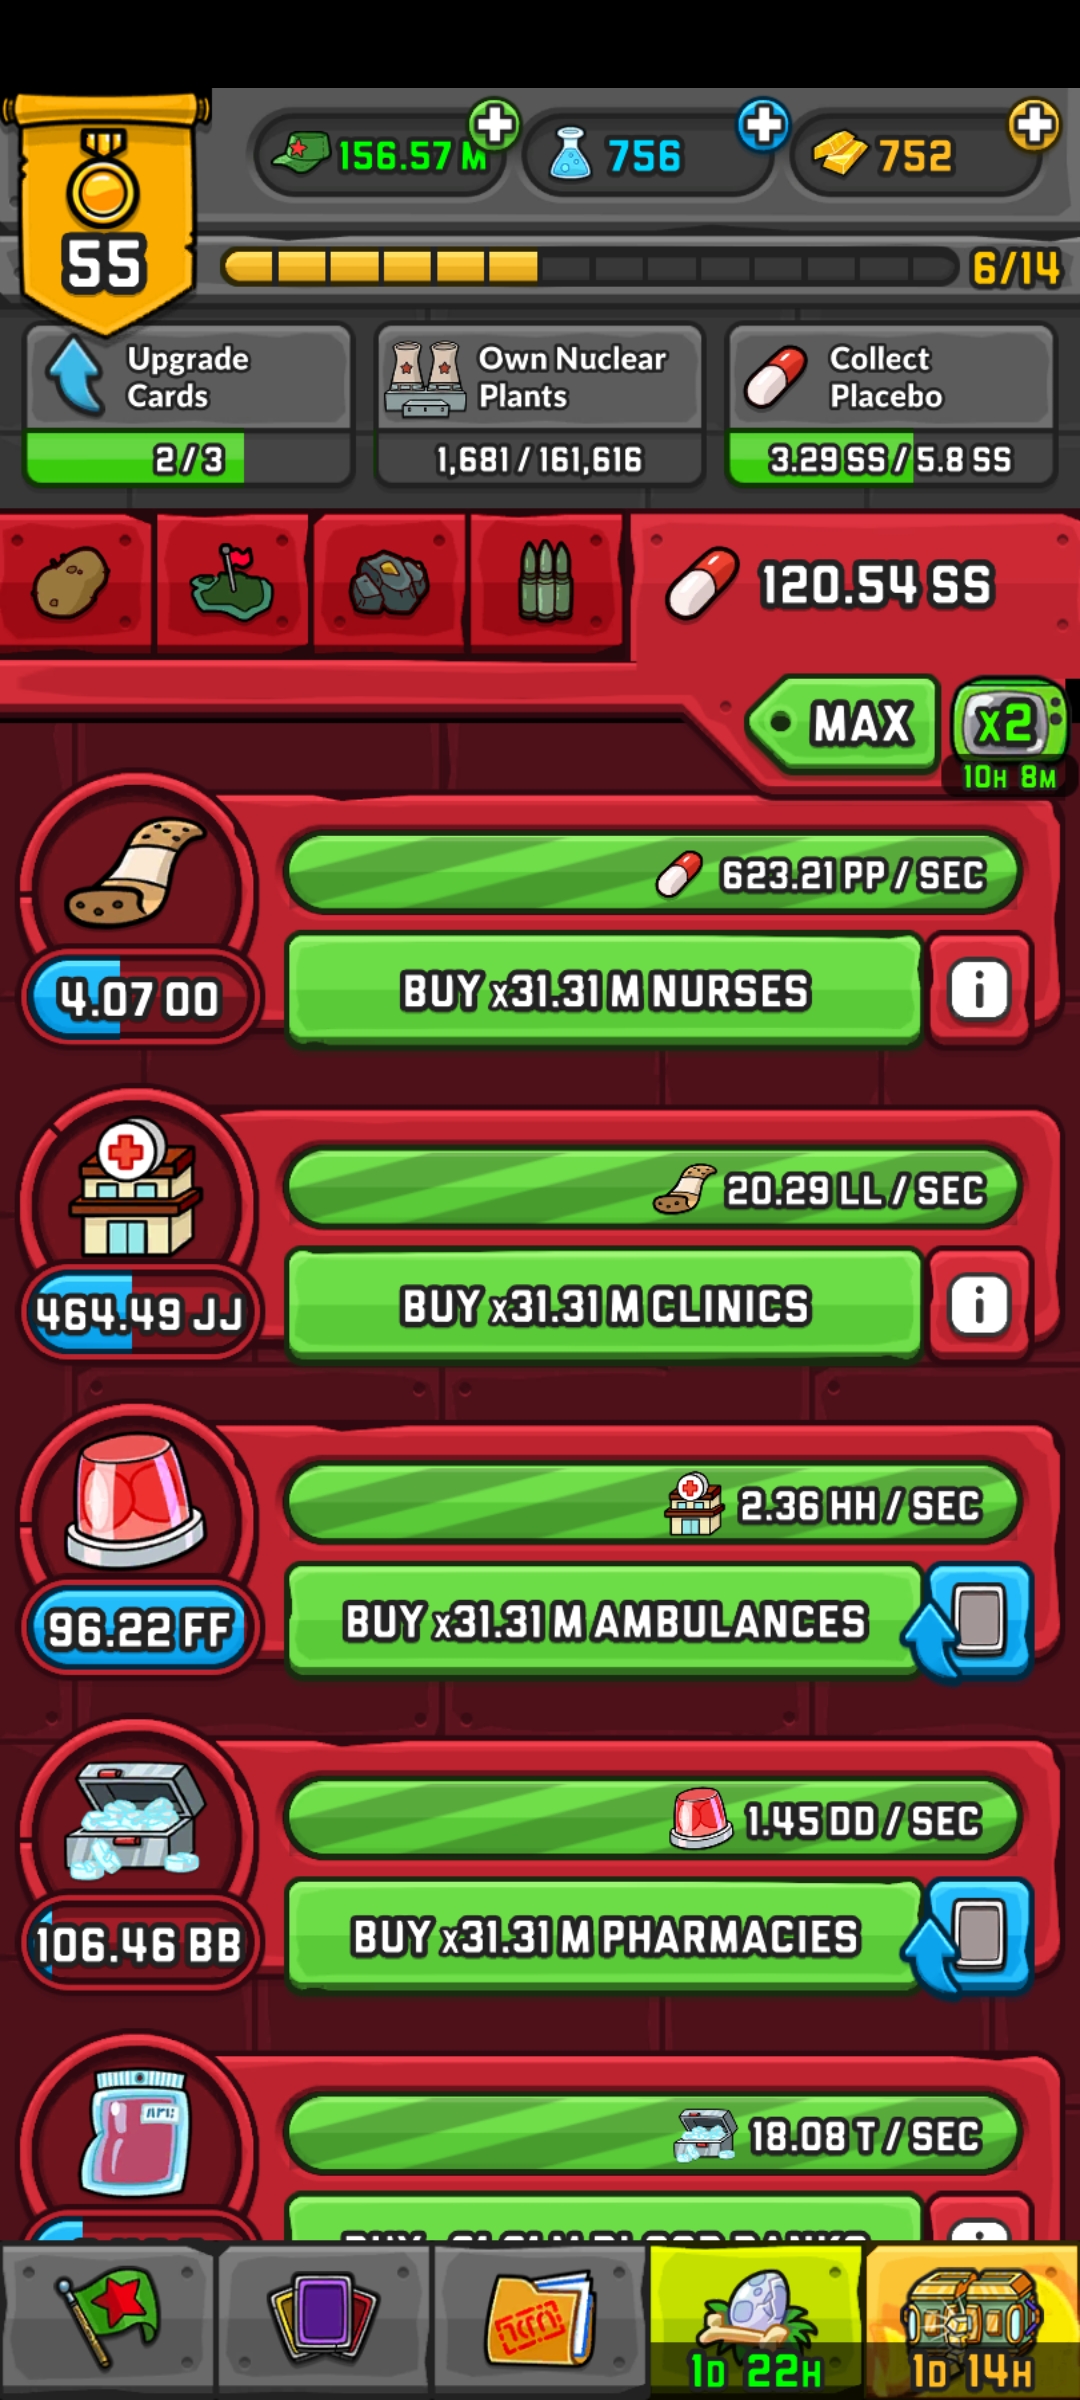 156.57 M
756
752
55
6/14
Upgrade
Cards
2/3
Own Nuclear
Plants
1,681/161,616
Collect
Placebo
3.29 SS/5.8 SS
120.54 SS
MAX
x2
10H 8M
623.21 PP/SEC
4.07 OO
BUY x31.31 M NURSES
i
20.29 LL/SEC
464.49 JJ
BUY x31.31 M CLINICS
i
2.36 HH/SEC
96.22 FF
BUY x31.31 M AMBULANCES
1.45 DD/SEC
106.46 BB
BUY x31.31 M PHARMACIES
18.08 T/SEC
1D 22H
1D 14H